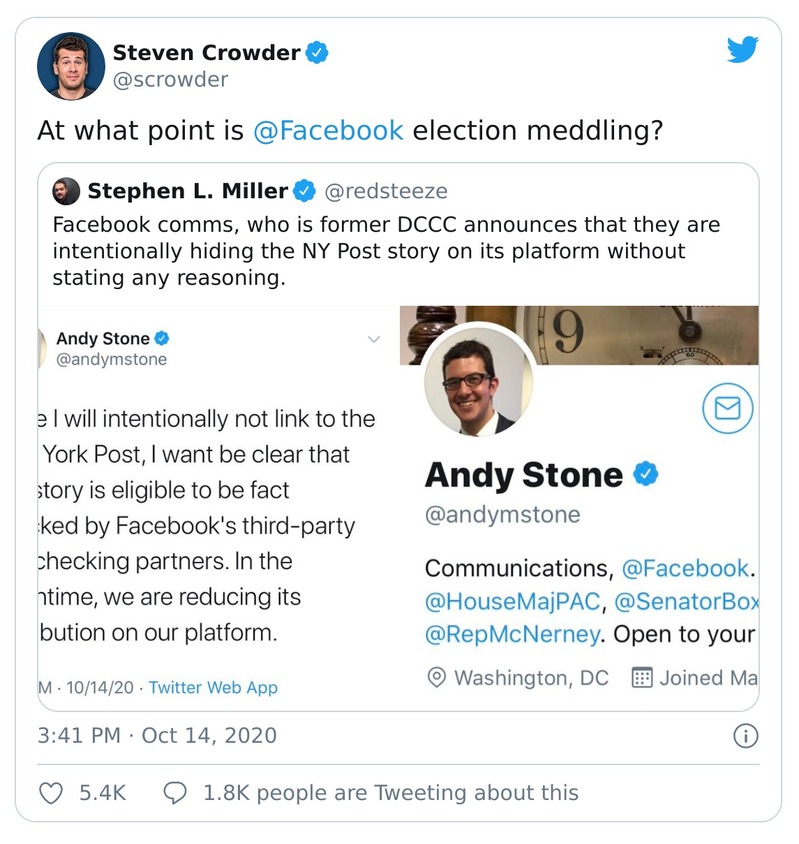 Steven Crowder
@scrowder
At what point is @Facebook election meddling?
Stephen L. Miller @redsteeze
Facebook comms, who is former DCCC announces that they are
intentionally hiding the NY Post story on its platform without
stating any reasoning.
Andy Stone
@andymstone
e I will intentionally not link to the
York Post, I want be clear that
story is eligible to be fact
ked by Facebook's third-party
checking partners. In the
ntime, we are reducing its
bution on our platform.
M · 10/14/20 · Twitter Web App
9
60
Andy Stone
@andymstone
Communications, @Facebook.
@HouseMajPAC, @SenatorBox
@RepMcNerney. Open to your
Washington, DC Joined Ma
3:41 PM · Oct 14, 2020
5.4K 1.8K people are Tweeting about this